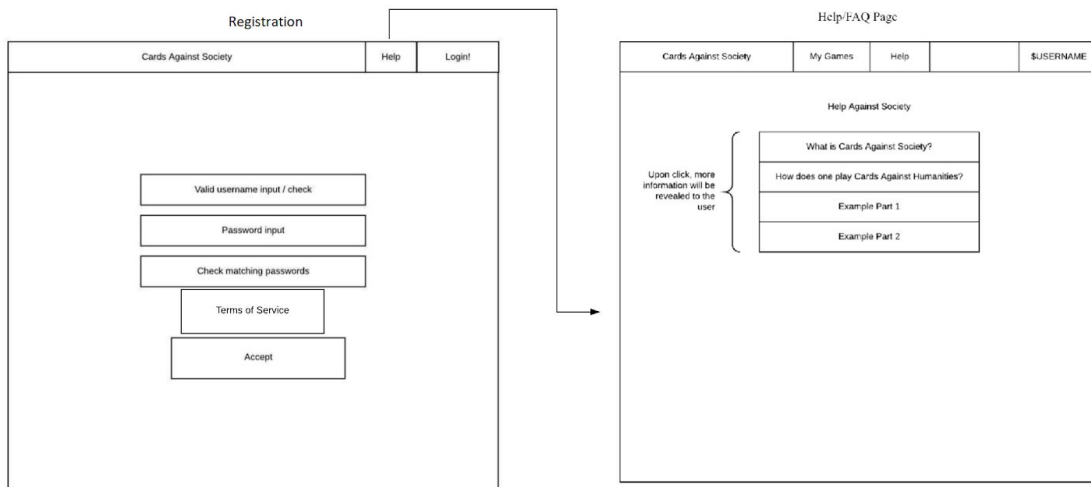 Registration
Cards Against Society
Help
Login!
Valid username input / check
Password input
Check matching passwords
Terms of Service
Accept
Help/FAQ Page
Cards Against Society
My Games
Help
$USERNAME
Help Against Society
Upon click, more
information will be
revealed to the
user
What is Cards Against Society?
How does one play Cards Against Humanities?
Example Part 1
Example Part 2